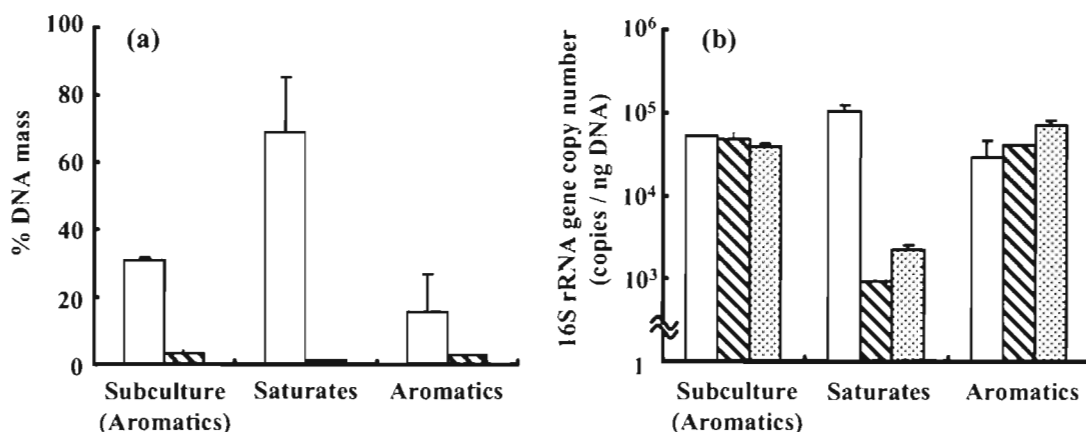 (a)
% DNA mass
100
80
60
40
20
0
Subculture
(Aromatics)
Saturates
Aromatics
(b)
16S rRNA gene copy number
(copies / ng DNA)
10⁶
10⁵
10⁴
10³
1
Subculture
(Aromatics)
Saturates
Aromatics